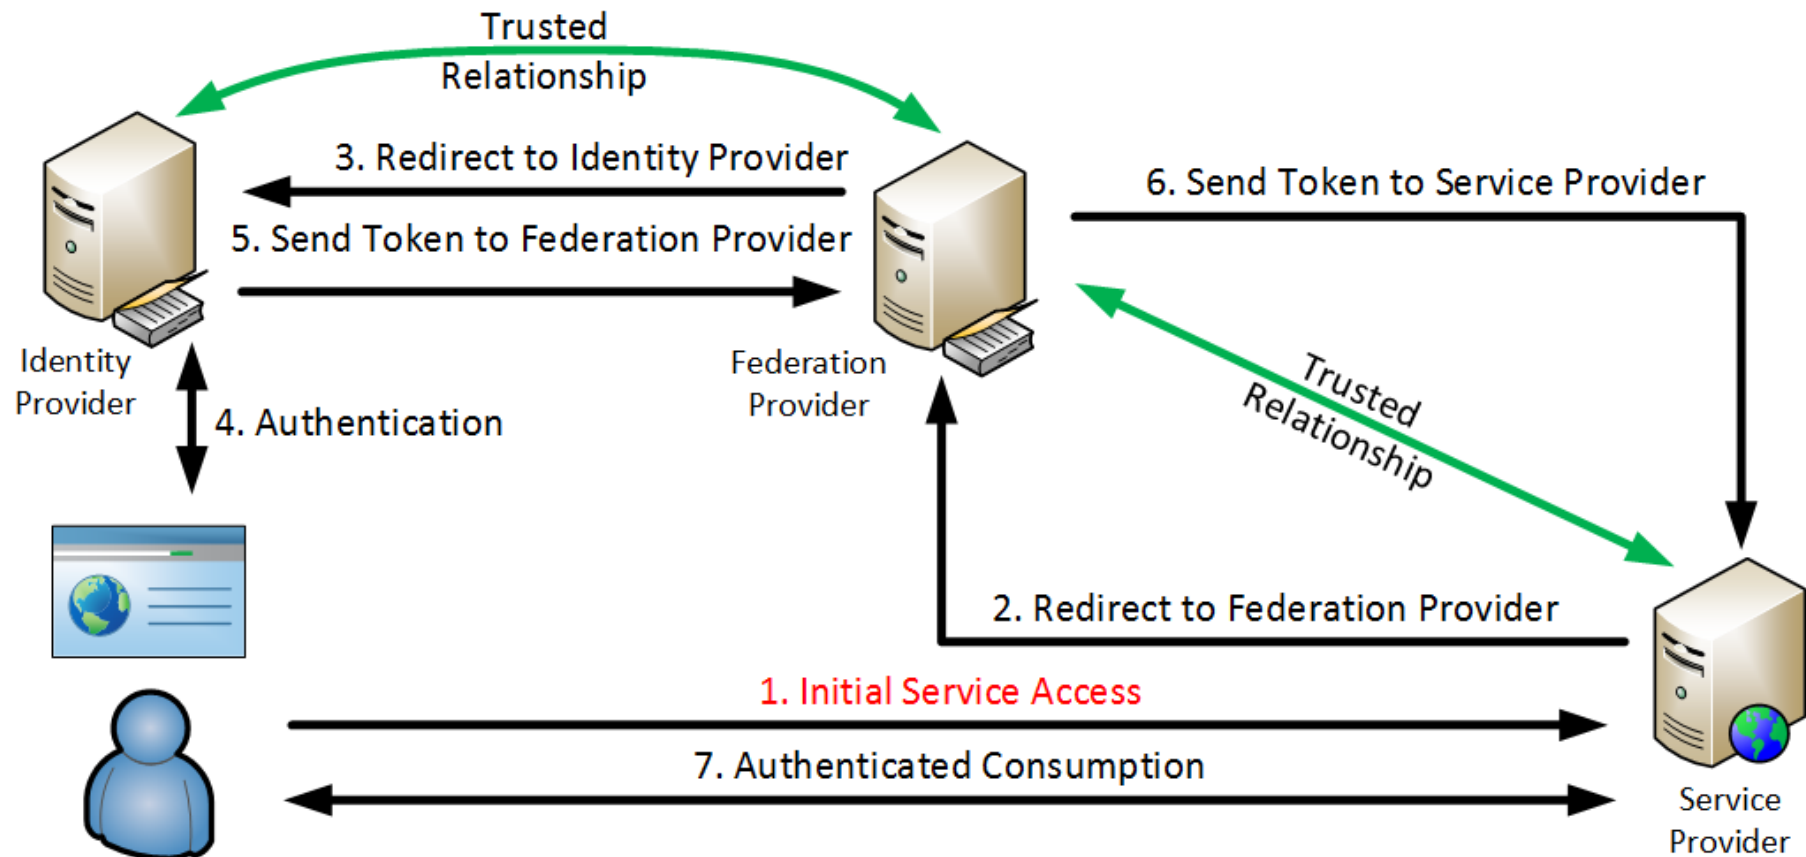 Trusted
Relationship
3. Redirect to Identity Provider
6. Send Token to Service Provider
5. Send Token to Federation Provider
Identity
Provider
Federation
Provider
Trusted
Relationship
4. Authentication
2. Redirect to Federation Provider
1. Initial Service Access
7. Authenticated Consumption
Service
Provider